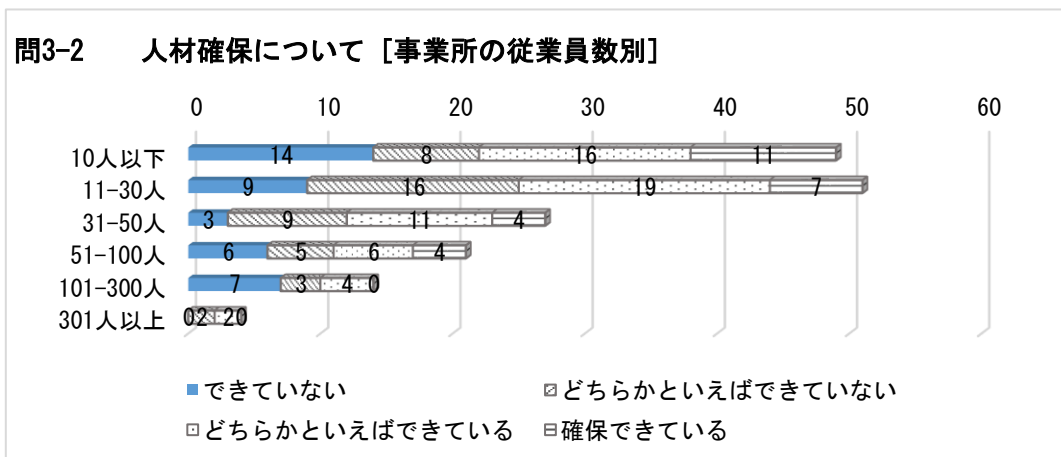 問3-2 人材確保について［事業所の従業員数別］
0 10 20 30 40 50 60
10人以下 14 8 16 11
11-30人 9 16 19 7
31-50人 3 9 11 4
51-100人 6 5 6 4
101-300人 7 3 4 0
301人以上 0 2 2 0
できていない どちらかといえばできていない
どちらかといえばできている 確保できている